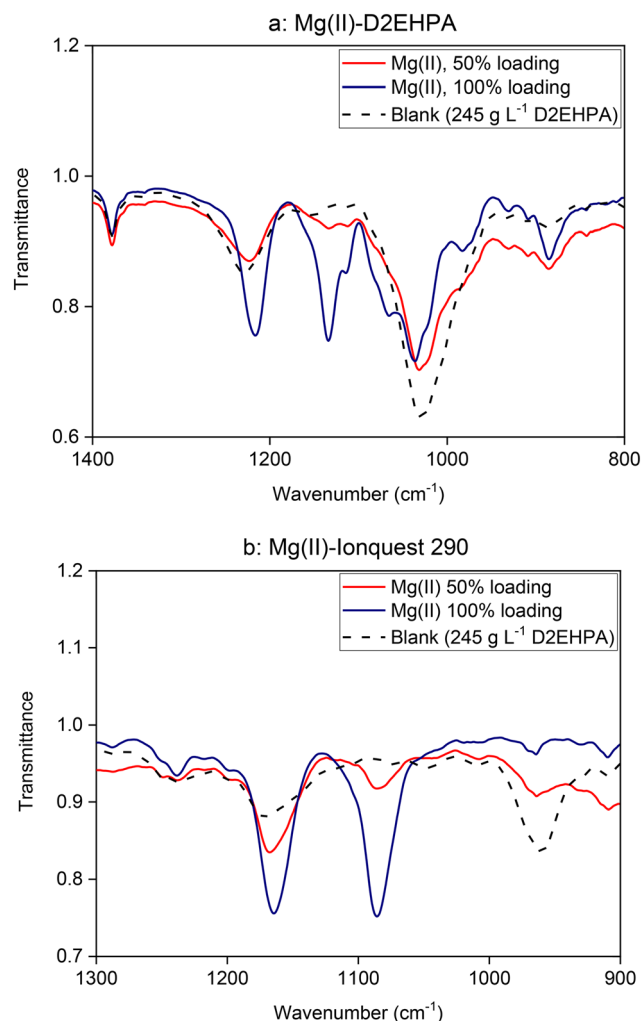 a: Mg(II)-D2EHPA
1.2
Mg(II), 50% loading
Mg(II), 100% loading
Blank (245 g L⁻¹ D2EHPA)
1.0
Transmittance
0.8
0.6
1400 1200 1000 800
Wavenumber (cm⁻¹)
b: Mg(II)-Ionquest 290
1.2
Mg(II) 50% loading
Mg(II) 100% loading
Blank (245 g L⁻¹ D2EHPA)
1.1
1.0
Transmittance
0.9
0.8
0.7
1300 1200 1100 1000 900
Wavenumber (cm⁻¹)